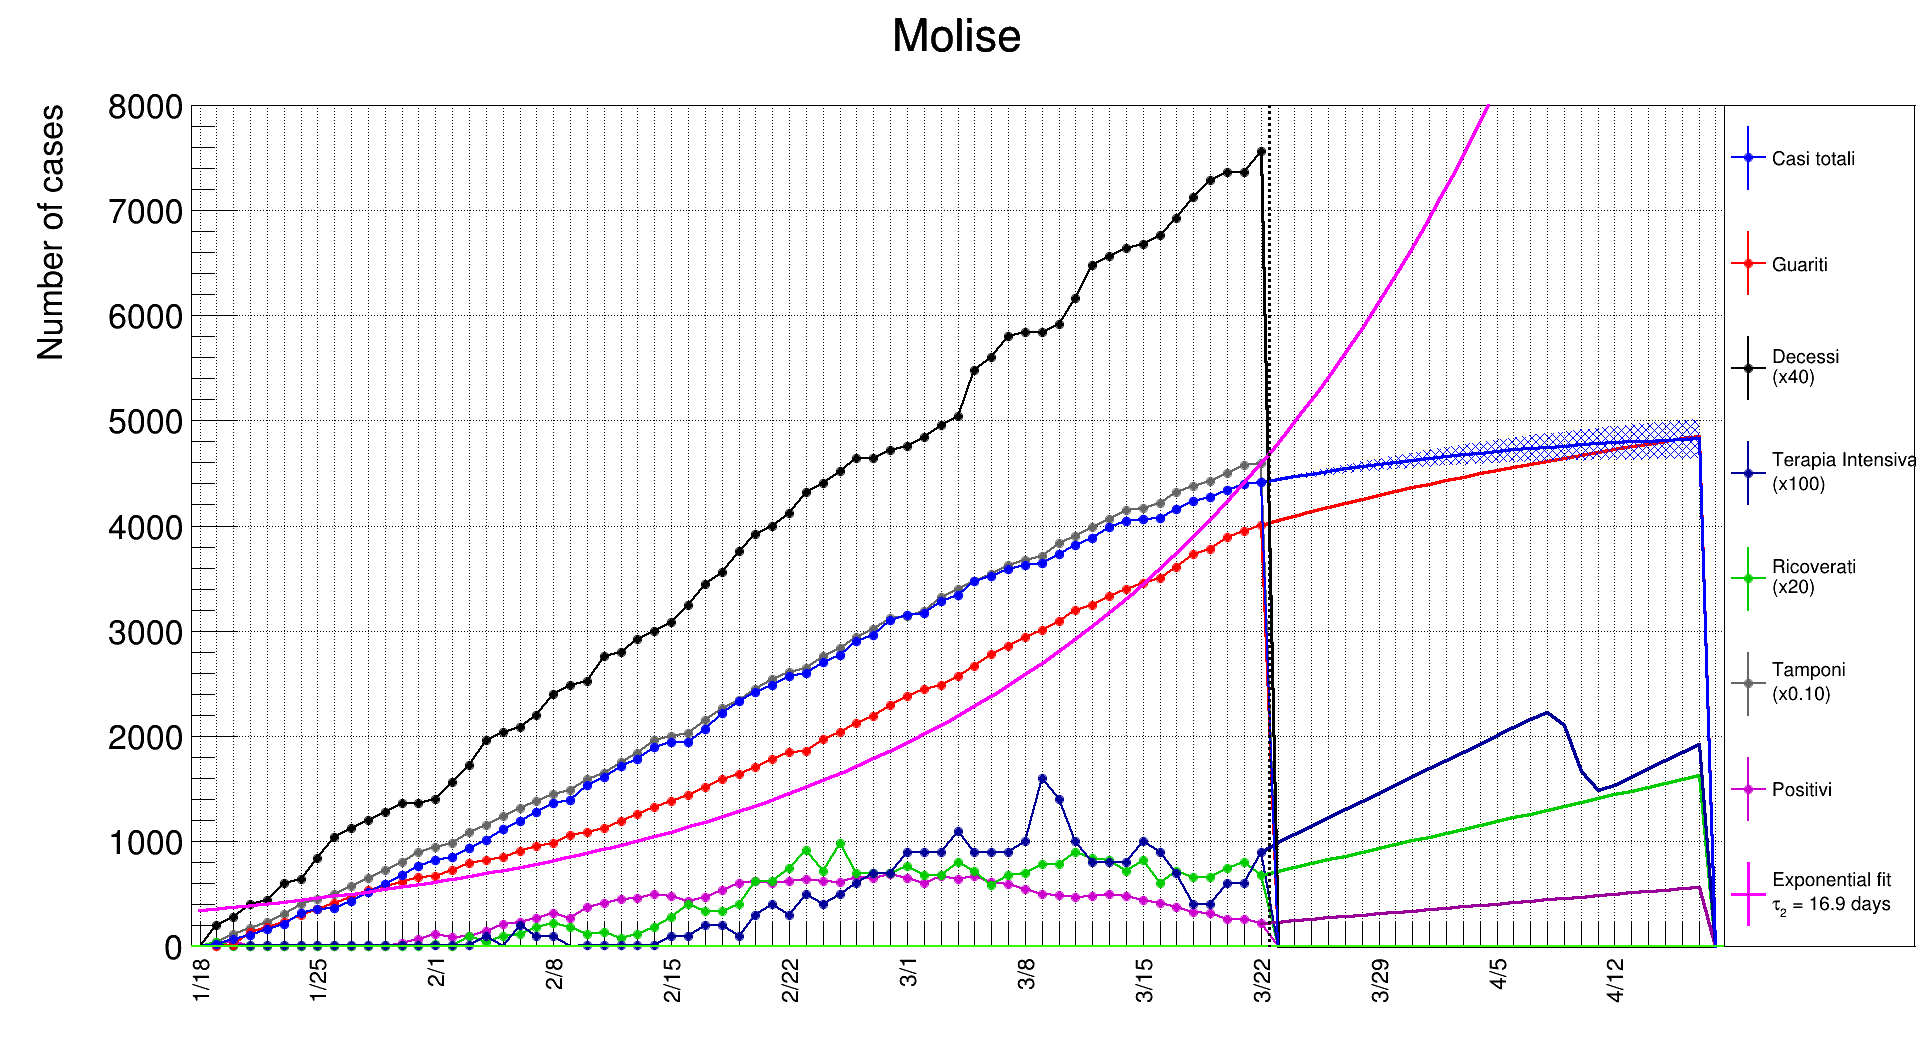 Molise
Number of cases
8000
7000
6000
5000
4000
3000
2000
1000
0
1/18
1/25
2/1
2/8
2/15
2/22
3/1
3/8
3/15
3/22
3/29
4/5
4/12
Casi totali
Guariti
Decessi
(x40)
Terapia Intensiva
(x100)
Ricoverati
(x20)
Tamponi
(x0.10)
Positivi
Exponential fit
τ2 = 16.9 days